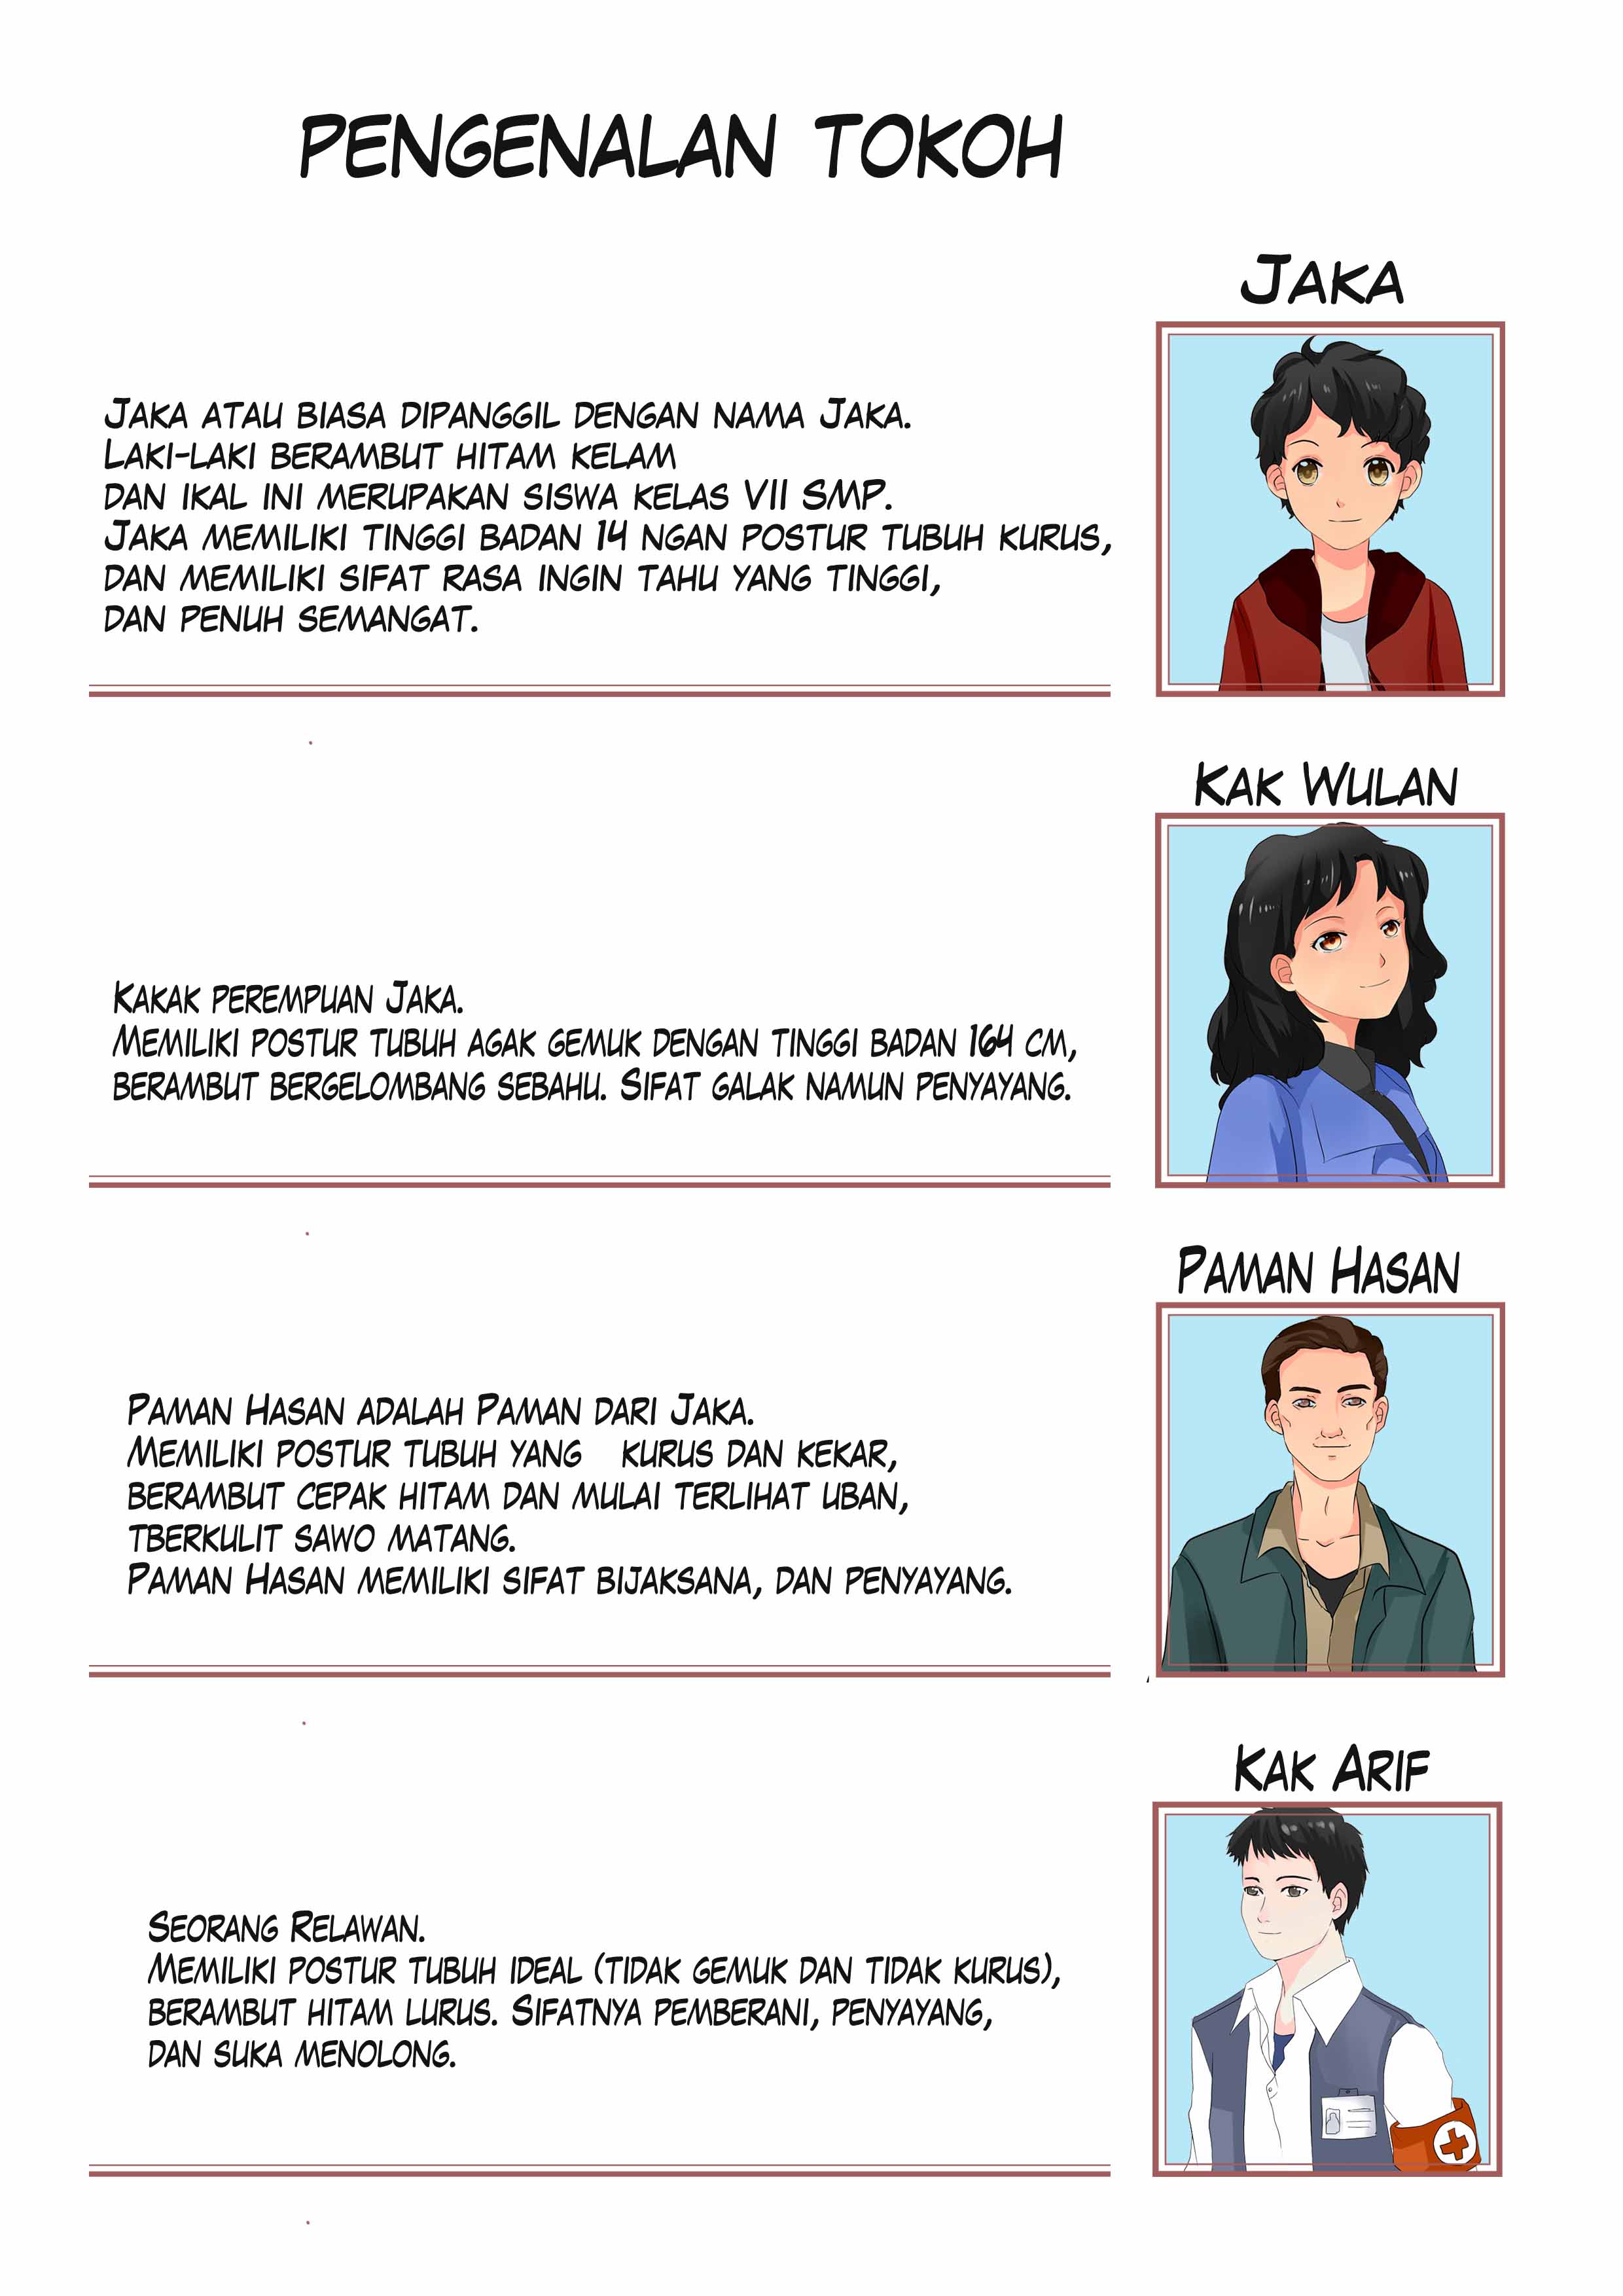 PENGENALAN TOKOH
JAKA
JAKA ATAU BIASA DIPANGGIL DENGAN NAMA JAKA.
LAKI-LAKI BERAMBUT HITAM KELAM
DAN IKAL INI MERUPAKAN SISWA KELAS VII SMP.
JAKA MEMILIKI TINGGI BADAN 14 NGAN POSTUR TUBUH KURUS,
DAN MEMILIKI SIFAT RASA INGIN TAHU YANG TINGGI,
DAN PENUH SEMANGAT.
KAK WULAN
KAKAK PEREMPUAN JAKA.
MEMILIKI POSTUR TUBUH AGAK GEMUK DENGAN TINGGI BADAN 164 CM,
BERAMBUT BERGELOMBANG SEBAHU. SIFAT GALAK NAMUN PENYAYANG.
PAMAN HASAN
PAMAN HASAN ADALAH PAMAN DARI JAKA.
MEMILIKI POSTUR TUBUH YANG KURUS DAN KEKAR,
BERAMBUT CEPAK HITAM DAN MULAI TERLIHAT UBAN,
TBERKULIT SAWO MATANG.
PAMAN HASAN MEMILIKI SIFAT BIJAKSANA, DAN PENYAYANG.
KAK ARIF
SEORANG RELAWAN.
MEMILIKI POSTUR TUBUH IDEAL (TIDAK GEMUK DAN TIDAK KURUS),
BERAMBUT HITAM LURUS. SIFATNYA PEMBERANI, PENYAYANG,
DAN SUKA MENOLONG.